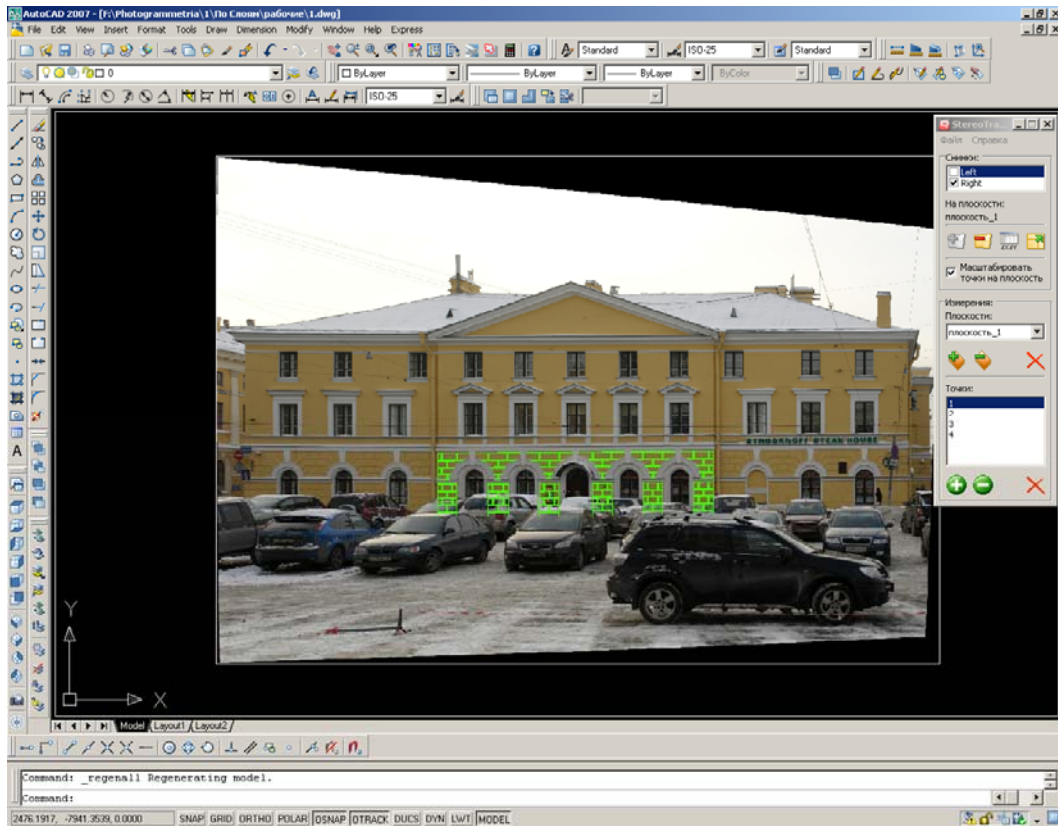 AutoCAD 2007 - [F:\Photogrammetria\1\По Слоям\рабочие\1.dwg]
File Edit View Insert Format Tools Draw Dimension Modify Window Help Express
Standard ISO-25 Standard
0 ByLayer ByLayer ByLayer ByColor
ISO-25
StereoTra...
Файл Справка
Снимки:
Left
Right
На плоскости:
плоскость_1
Масштабировать
точки на плоскость
Измерения:
Плоскости:
плоскость_1
Точки:
1
2
3
4
STEAK HOUSE
Y
X
Model Layout1 Layout2
Command: _regenall Regenerating model.
Command:
2476.1917, -7941.3539, 0.0000 SNAP GRID ORTHO POLAR OSNAP OTRACK DUCS DYN LWT MODEL